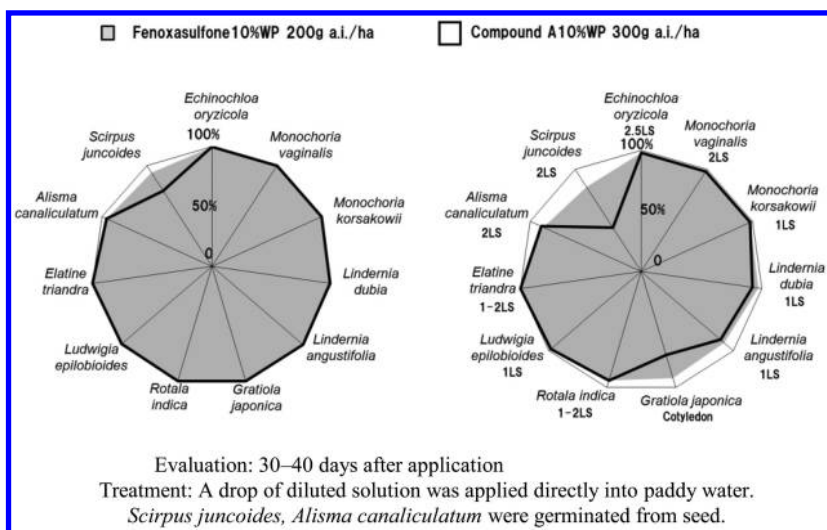 Fenoxasulfone10%WP 200g a.i./ha
Compound A10%WP 300g a.i./ha
Echinochloa
oryzicola
100%
Monochoria
vaginalis
Monochoria
korsakowii
Lindernia
dubia
Lindernia
angustifolia
Gratiola
japonica
Rotala
indica
Ludwigia
epilobioides
Elatine
triandra
Alisma
canaliculatum
Scirpus
juncoides
50%
0
Echinochloa
oryzicola
2.5LS
100%
Monochoria
vaginalis
2LS
Monochoria
korsakowii
1LS
Lindernia
dubia
1LS
Lindernia
angustifolia
1LS
Gratiola japonica
Cotyledon
Rotala indica
1-2LS
Ludwigia
epilobioides
1LS
Elatine
triandra
1-2LS
Alisma
canaliculatum
2LS
Scirpus
juncoides
2LS
50%
0
Evaluation: 30–40 days after application
Treatment: A drop of diluted solution was applied directly into paddy water.
Scirpus juncoides, Alisma canaliculatum were germinated from seed.